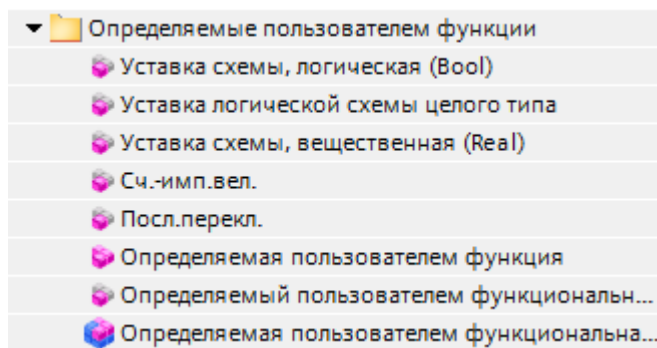 Определяемые пользователем функции
Уставка схемы, логическая (Bool)
Уставка логической схемы целого типа
Уставка схемы, вещественная (Real)
Сч.-имп.вел.
Посл.перекл.
Определяемая пользователем функция
Определяемый пользователем функциональн...
Определяемая пользователем функциональна...